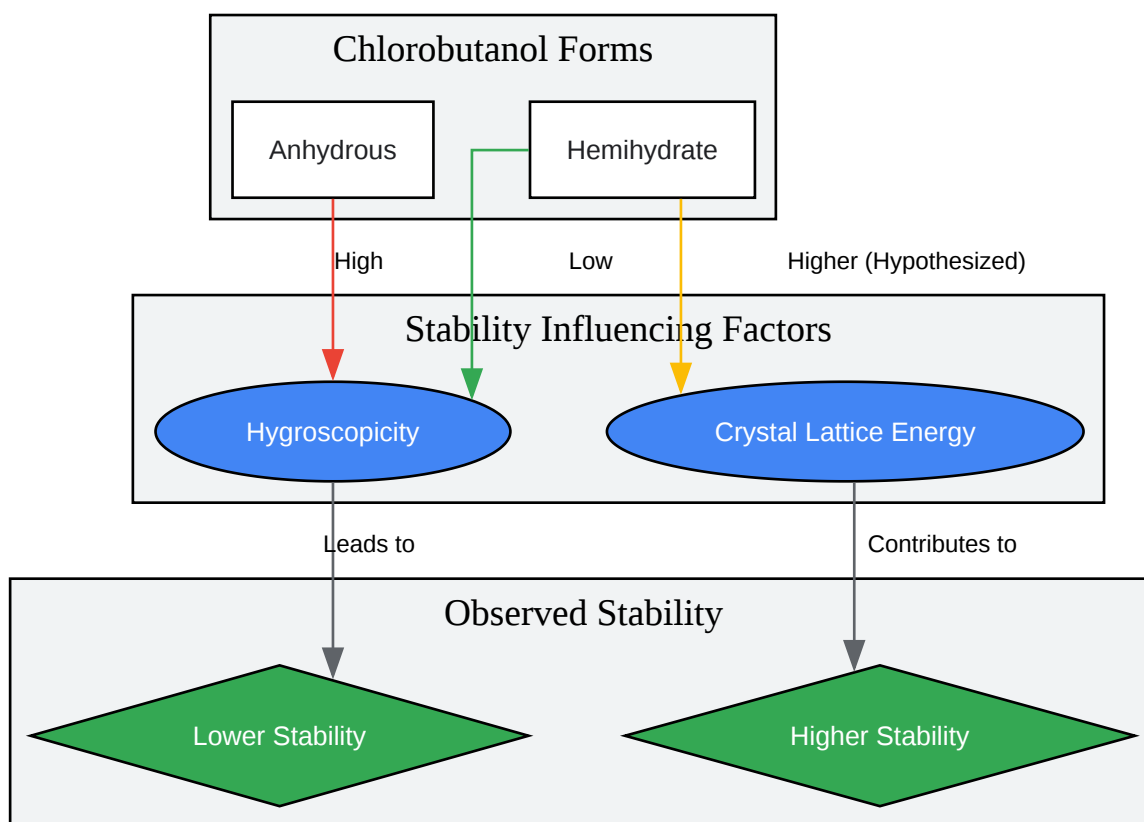 Chlorobutanol Forms
Anhydrous
Hemihydrate
High
Low
Higher (Hypothesized)
Stability Influencing Factors
Hygroscopicity
Crystal Lattice Energy
Leads to
Contributes to
Observed Stability
Lower Stability
Higher Stability